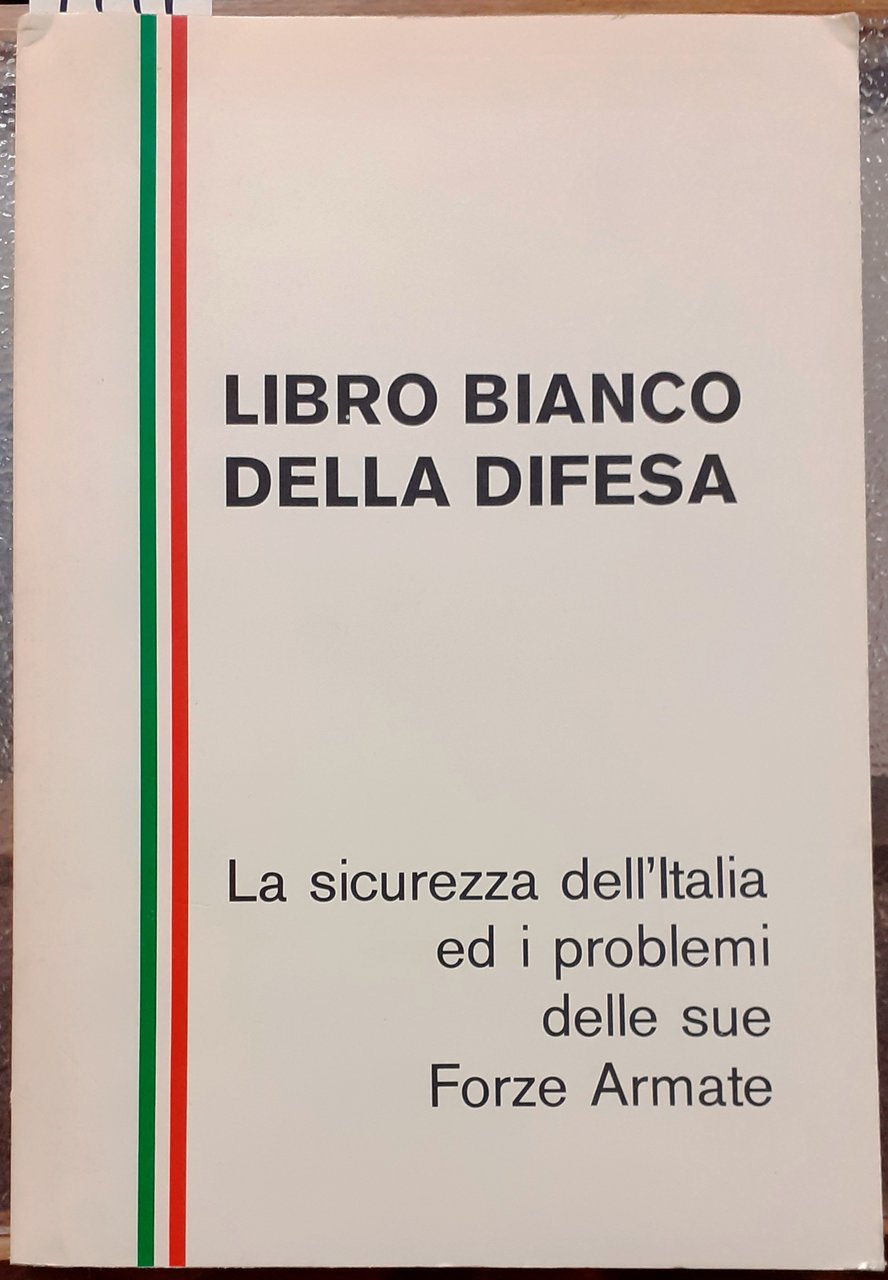 LIBRO BIANCO
DELLA DIFESA
La sicurezza dell'Italia
ed i problemi
delle sue
Forze Armate